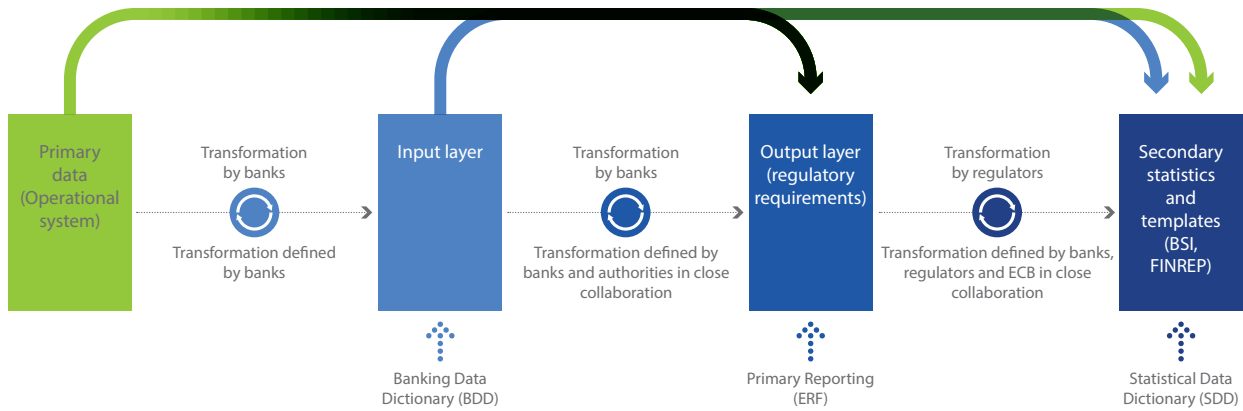 Primary
data
(Operational
system)
Transformation
by banks
Transformation defined
by banks
Input layer
Transformation
by banks
Transformation defined by
banks and authorities in close
collaboration
Output layer
(regulatory
requirements)
Transformation
by regulators
Transformation defined by banks,
regulators and ECB in close
collaboration
Secondary
statistics
and
templates
(BSI,
FINREP)
Banking Data
Dictionary (BDD)
Primary Reporting
(ERF)
Statistical Data
Dictionary (SDD)